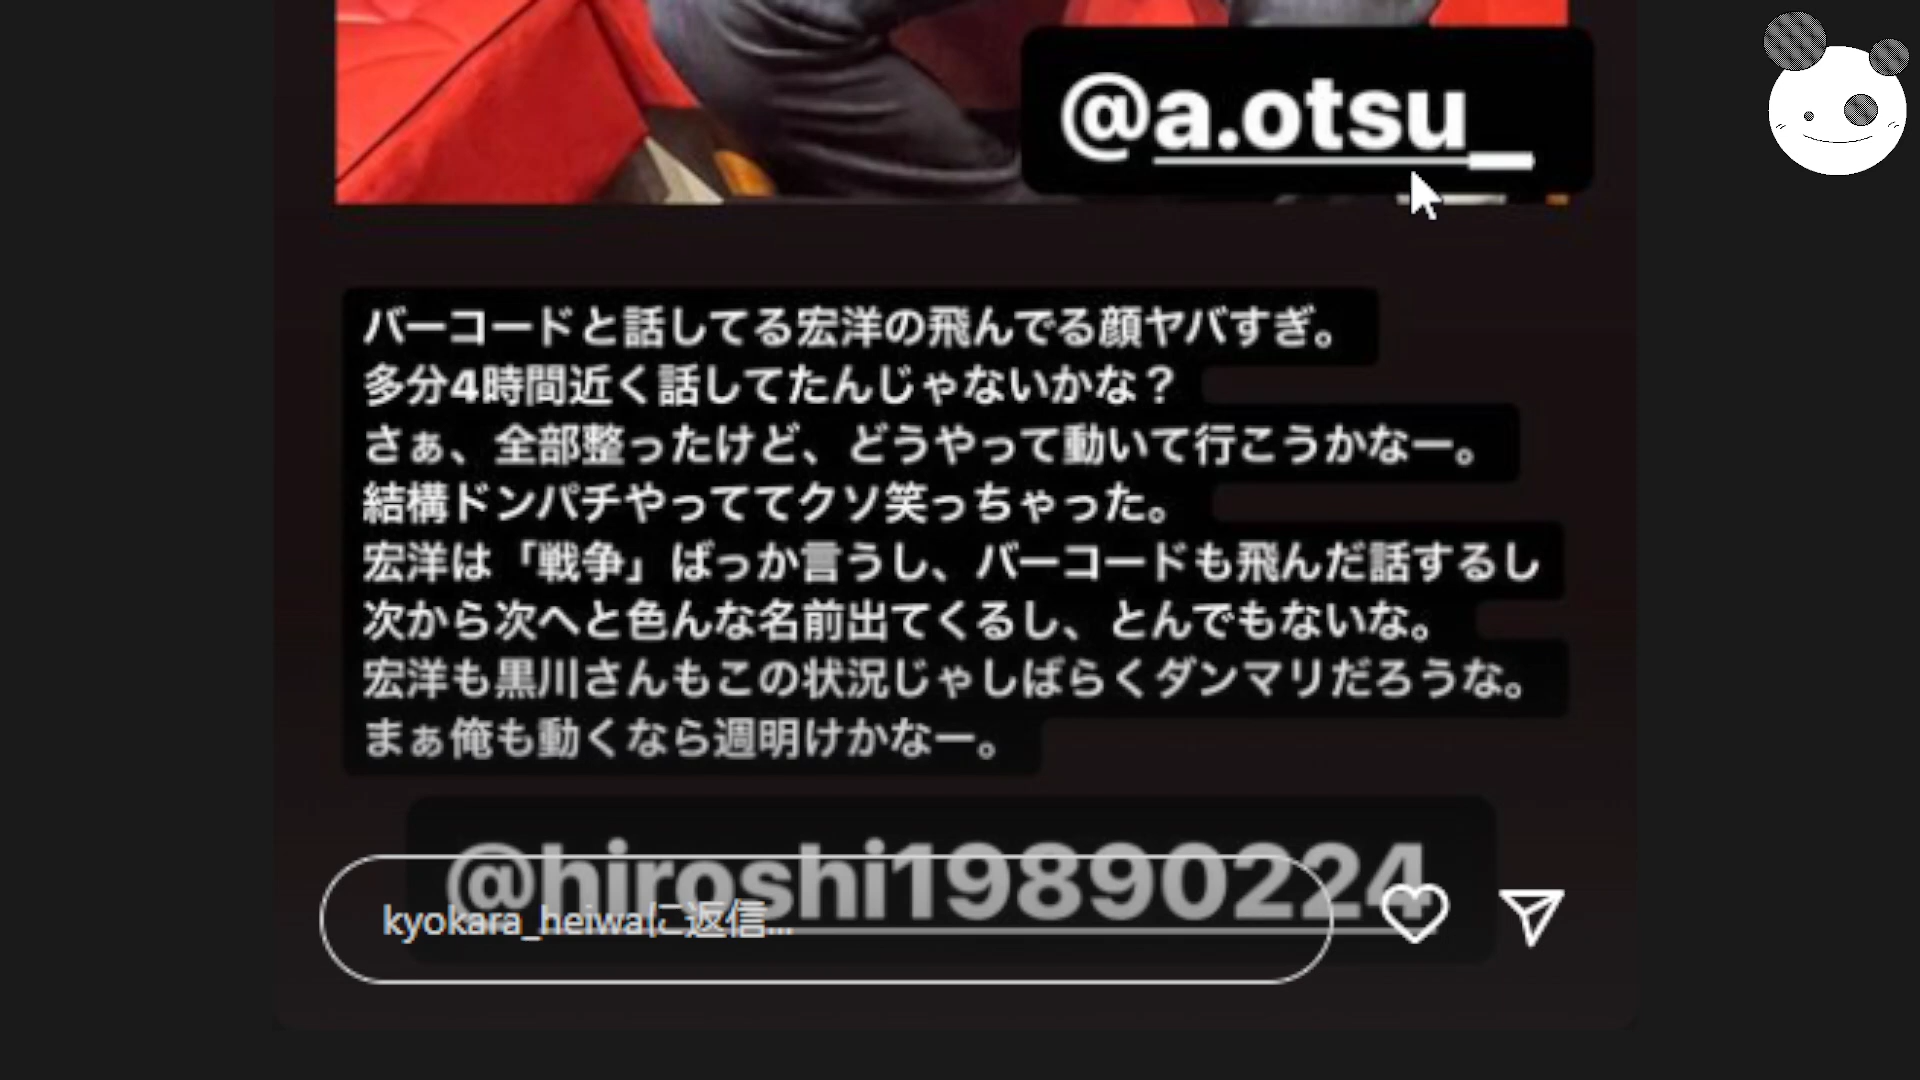 @a.otsu_
バーコードと話してる宏洋の飛んでる顔ヤバすぎ。
多分4時間近く話してたんじゃないかな？
さぁ、全部整ったけど、どうやって動いて行こうかなー。
結構ドンパチやっててクソ笑っちゃった。
宏洋は「戦争」ばっか言うし、バーコードも飛んだ話するし
次から次へと色んな名前出てくるし、とんでもないな。
宏洋も黒川さんもこの状況じゃしばらくダンマリだろうな。
まぁ俺も動くなら週明けかなー。
@hiroshi19890224
kyokara_heiwaに返信...